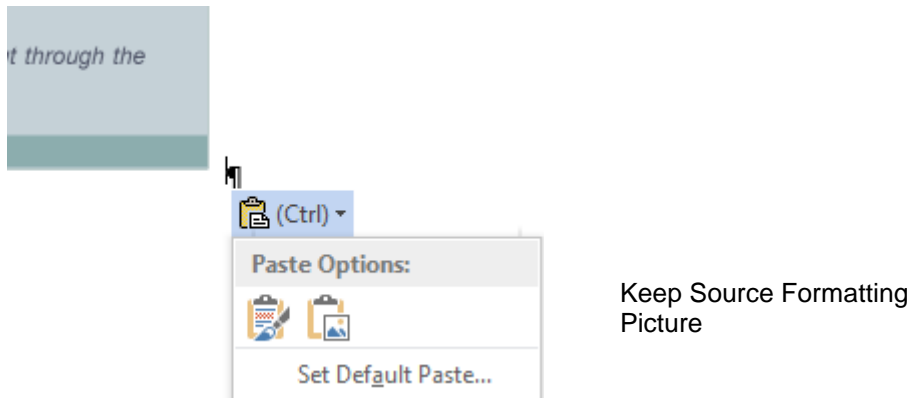 t through the
¶
(Ctrl)
Paste Options:
Keep Source Formatting
Picture
Set Default Paste...